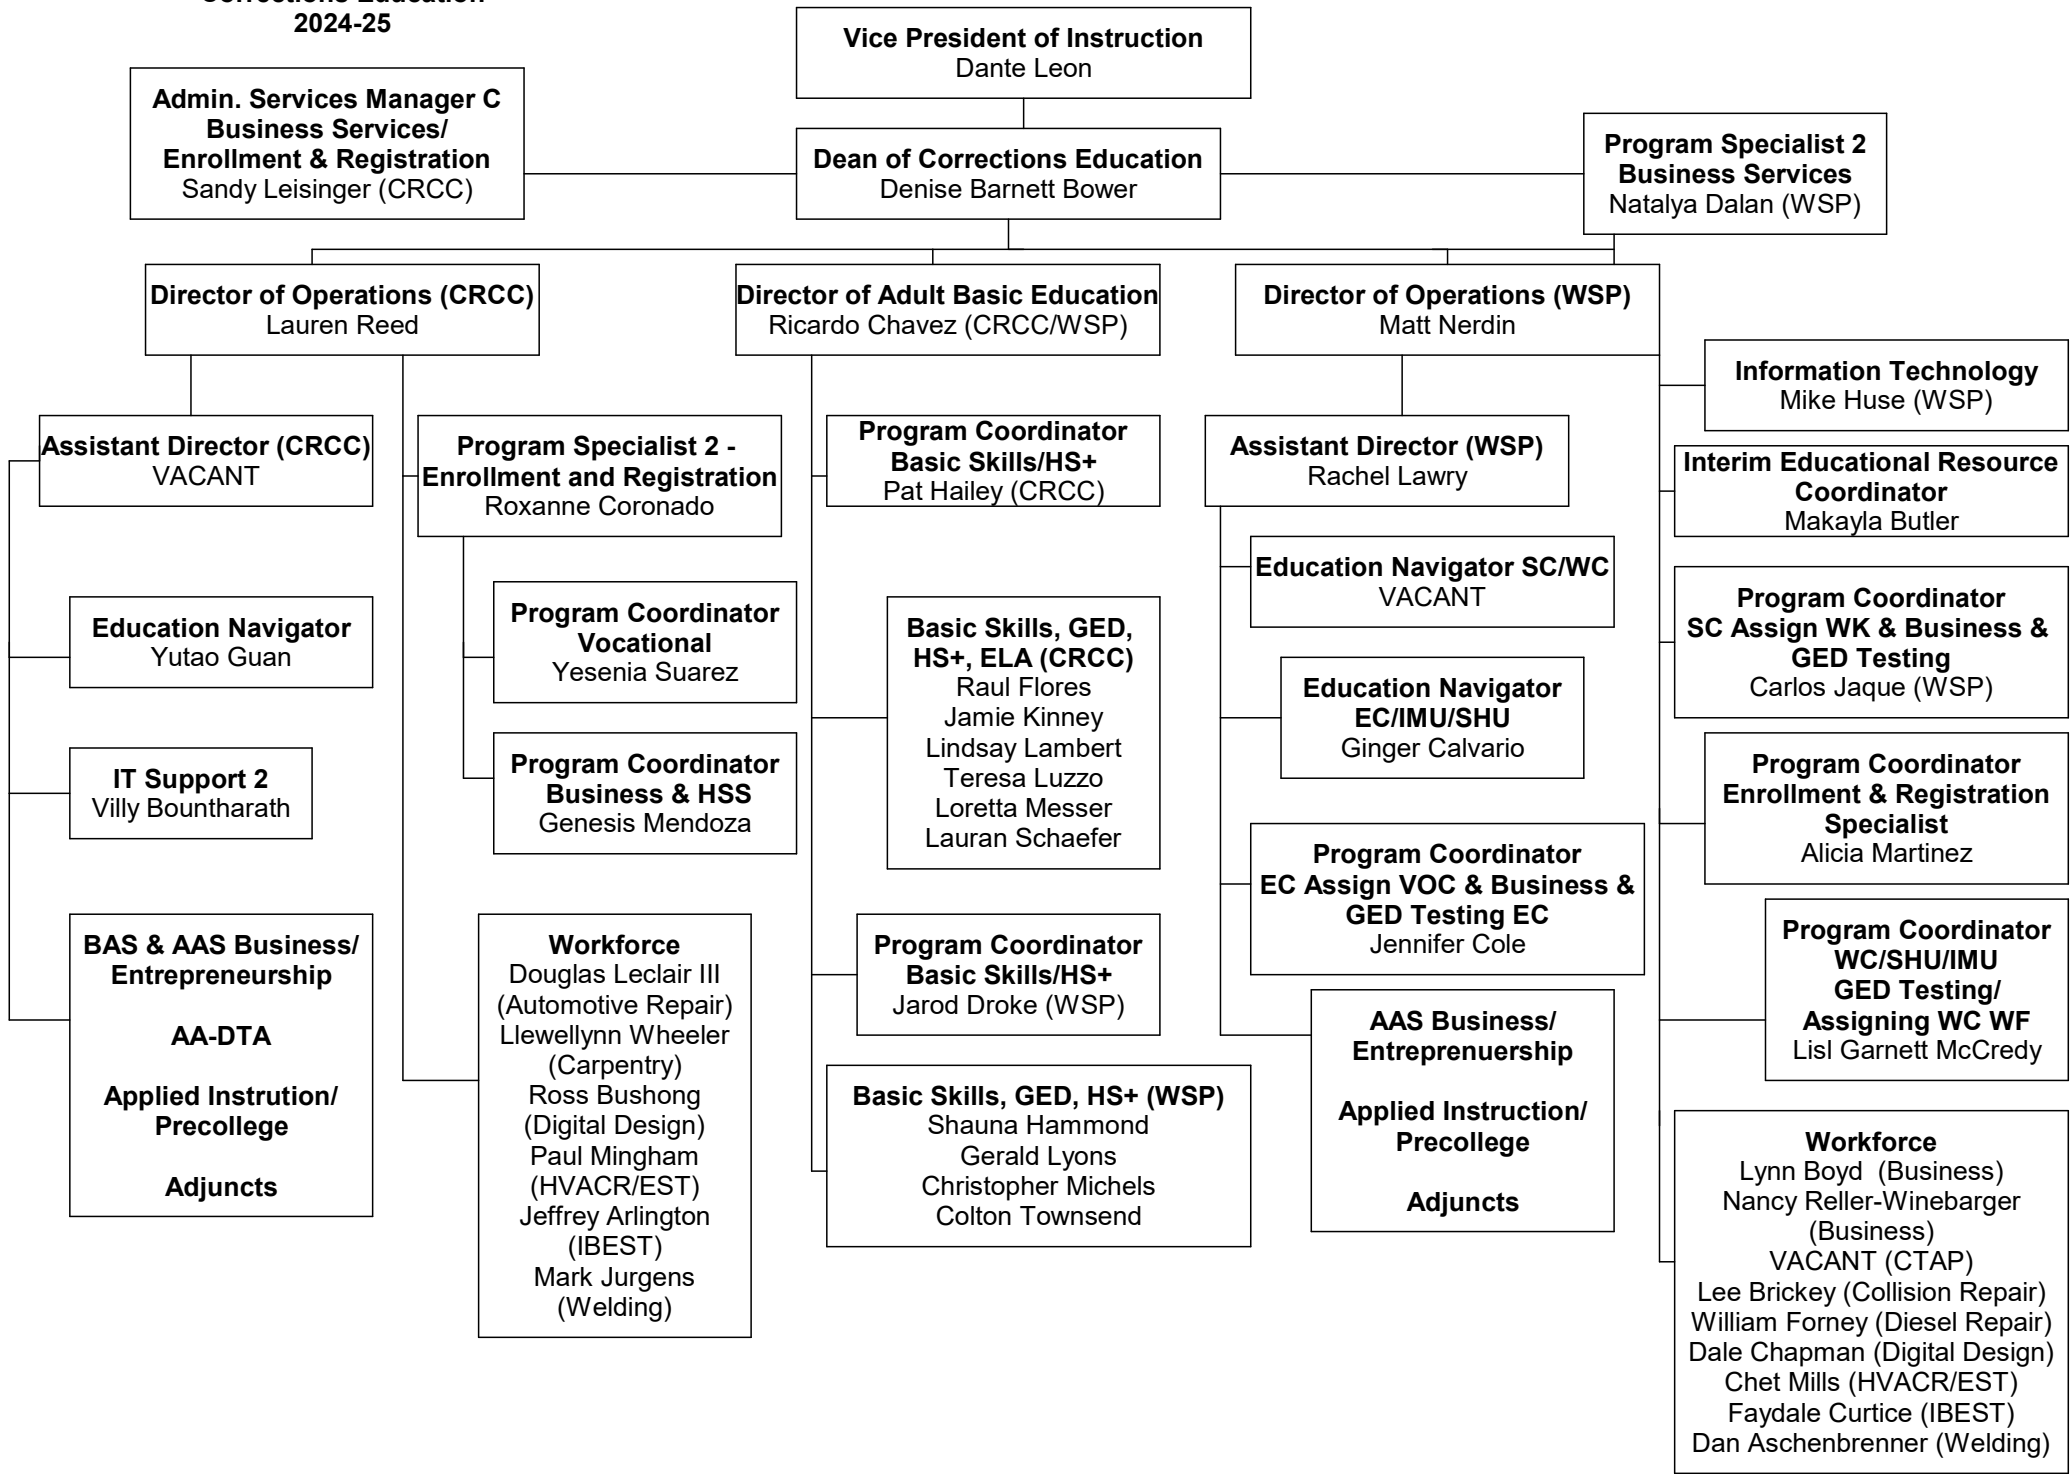 Corrections Education
2024-25
Vice President of Instruction
Dante Leon
Admin. Services Manager C
Business Services/
Enrollment & Registration
Sandy Leisinger (CRCC)
Dean of Corrections Education
Denise Barnett Bower
Program Specialist 2
Business Services
Natalya Dalan (WSP)
Director of Operations (CRCC)
Lauren Reed
Director of Adult Basic Education
Ricardo Chavez (CRCC/WSP)
Director of Operations (WSP)
Matt Nerdin
Assistant Director (CRCC)
VACANT
Education Navigator
Yutao Guan
IT Support 2
Villy Bountharath
BAS & AAS Business/
Entrepreneurship
AA-DTA
Applied Instrution/
Precollege
Adjuncts
Program Specialist 2 -
Enrollment and Registration
Roxanne Coronado
Program Coordinator
Vocational
Yesenia Suarez
Program Coordinator
Business & HSS
Genesis Mendoza
Workforce
Douglas Leclair III
(Automotive Repair)
Llewellynn Wheeler
(Carpentry)
Ross Bushong
(Digital Design)
Paul Mingham
(HVACR/EST)
Jeffrey Arlington
(IBEST)
Mark Jurgens
(Welding)
Program Coordinator
Basic Skills/HS+
Pat Hailey (CRCC)
Basic Skills, GED,
HS+, ELA (CRCC)
Raul Flores
Jamie Kinney
Lindsay Lambert
Teresa Luzzo
Loretta Messer
Lauran Schaefer
Program Coordinator
Basic Skills/HS+
Jarod Droke (WSP)
Basic Skills, GED, HS+ (WSP)
Shauna Hammond
Gerald Lyons
Christopher Michels
Colton Townsend
Assistant Director (WSP)
Rachel Lawry
Education Navigator SC/WC
VACANT
Education Navigator
EC/IMU/SHU
Ginger Calvario
Program Coordinator
EC Assign VOC & Business &
GED Testing EC
Jennifer Cole
AAS Business/
Entreprenuership
Applied Instruction/
Precollege
Adjuncts
Information Technology
Mike Huse (WSP)
Interim Educational Resource
Coordinator
Makayla Butler
Program Coordinator
SC Assign WK & Business &
GED Testing
Carlos Jaque (WSP)
Program Coordinator
Enrollment & Registration
Specialist
Alicia Martinez
Program Coordinator
WC/SHU/IMU
GED Testing/
Assigning WC WF
Lisl Garnett McCredy
Workforce
Lynn Boyd (Business)
Nancy Reller-Winebarger
(Business)
VACANT (CTAP)
Lee Brickey (Collision Repair)
William Forney (Diesel Repair)
Dale Chapman (Digital Design)
Chet Mills (HVACR/EST)
Faydale Curtice (IBEST)
Dan Aschenbrenner (Welding)